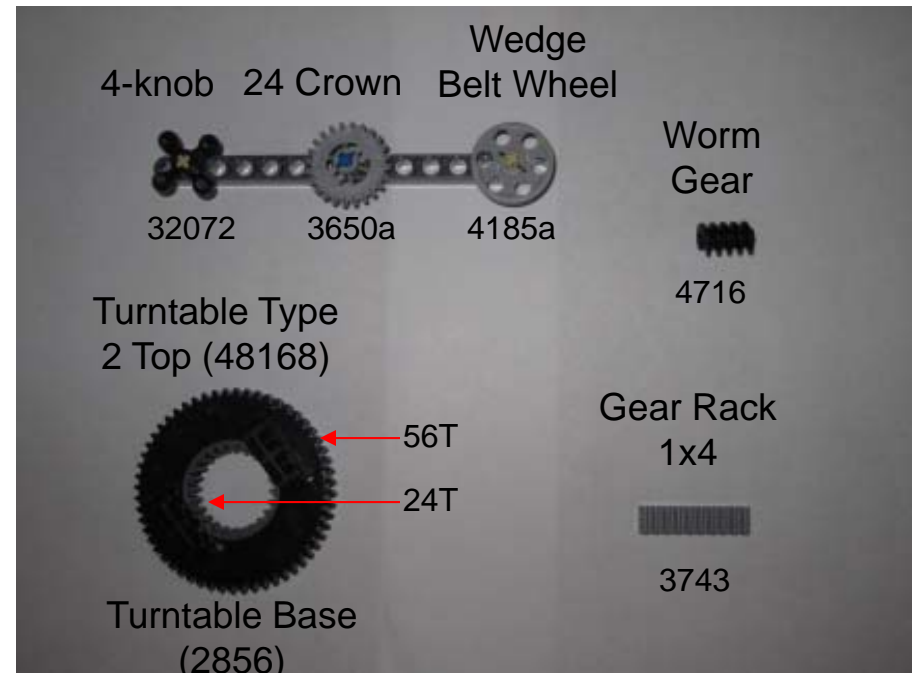 4-knob
24 Crown
Wedge
Belt Wheel
32072
3650a
4185a
Worm
Gear
4716
Turntable Type
2 Top (48168)
56T
24T
Turntable Base
(2856)
Gear Rack
1x4
3743